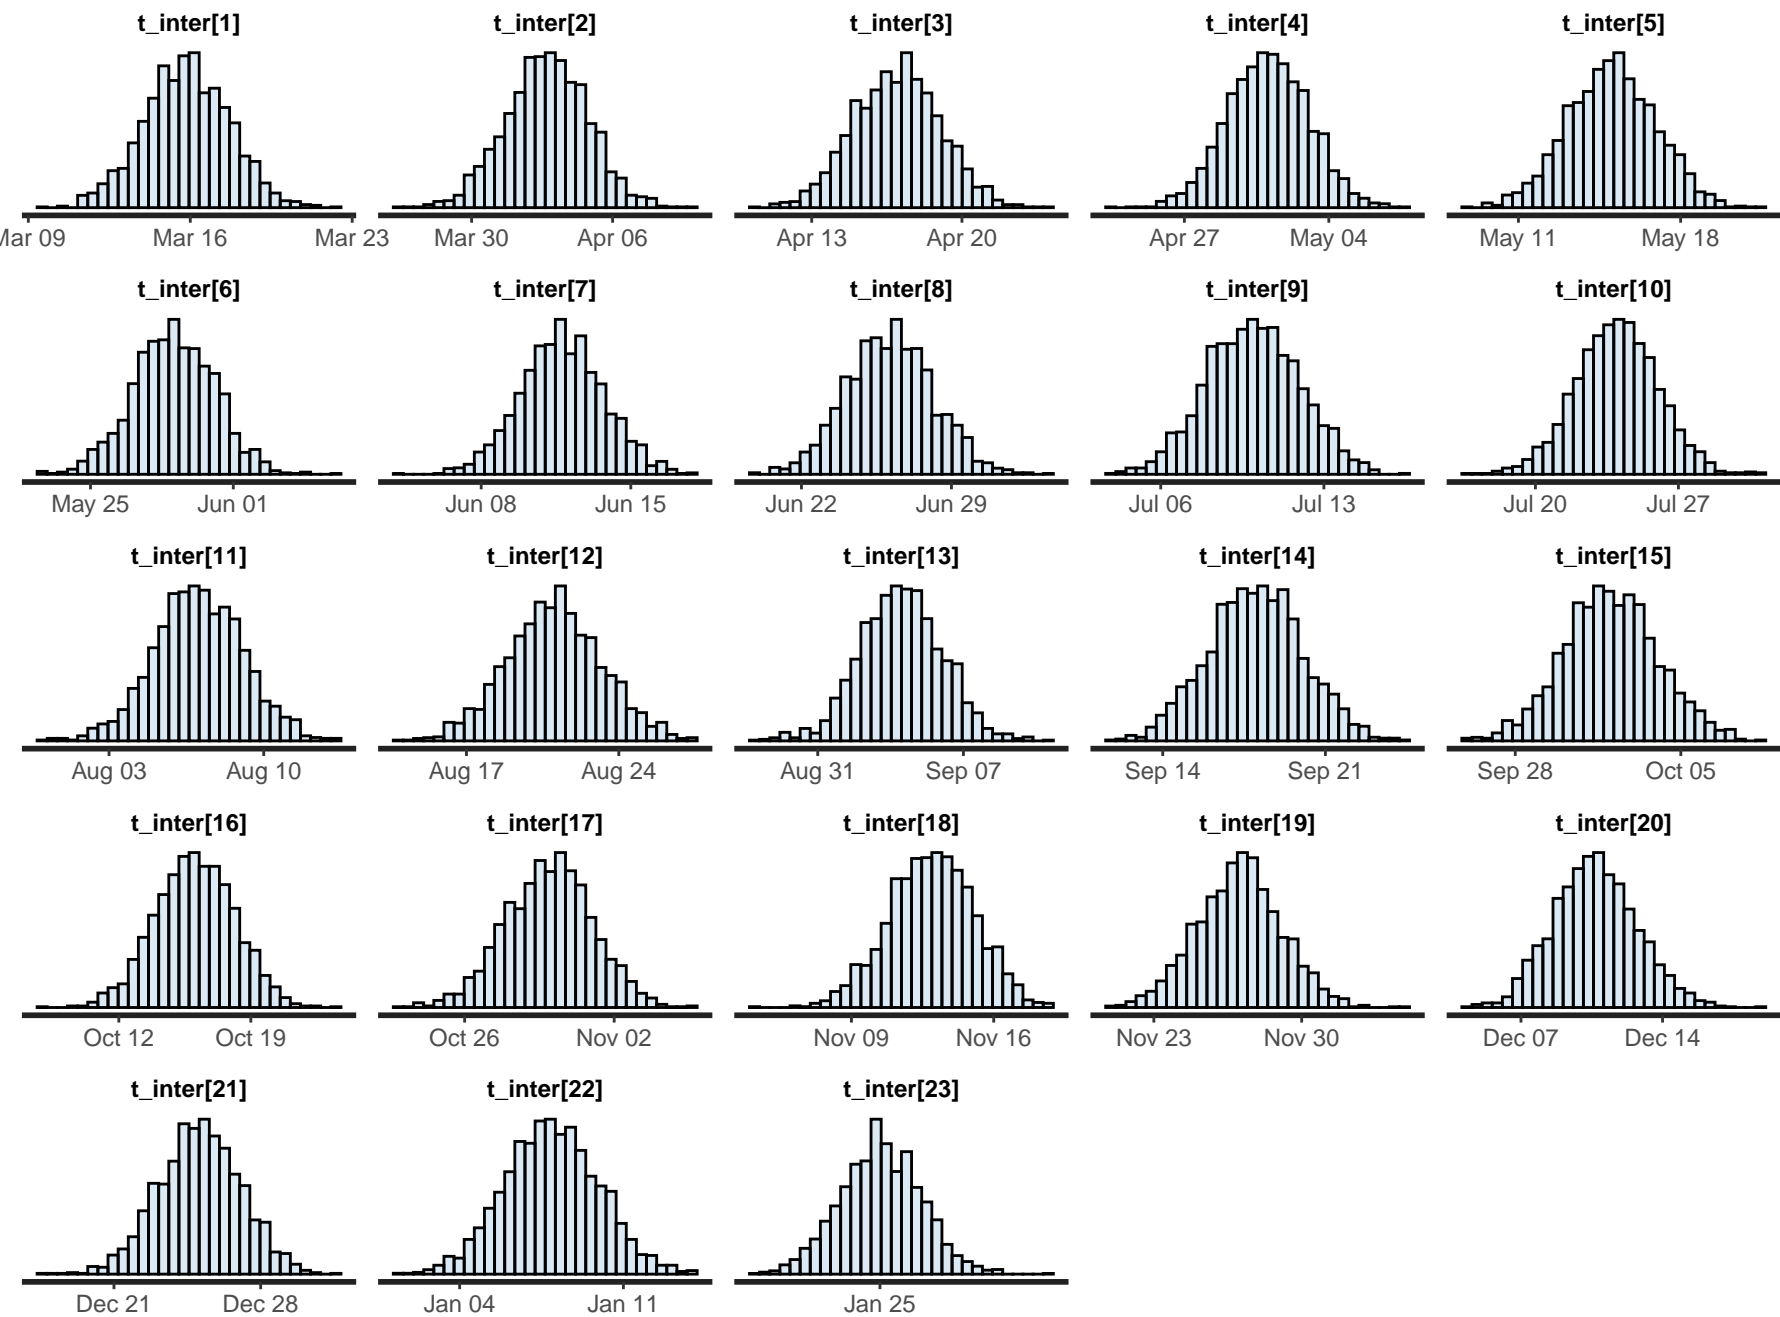 t_inter[1] t_inter[2] t_inter[3] t_inter[4] t_inter[5]
Mar 09 Mar 16 Mar 23 Mar 30 Apr 06 Apr 13 Apr 20 Apr 27 May 04 May 11 May 18
t_inter[6] t_inter[7] t_inter[8] t_inter[9] t_inter[10]
May 25 Jun 01 Jun 08 Jun 15 Jun 22 Jun 29 Jul 06 Jul 13 Jul 20 Jul 27
t_inter[11] t_inter[12] t_inter[13] t_inter[14] t_inter[15]
Aug 03 Aug 10 Aug 17 Aug 24 Aug 31 Sep 07 Sep 14 Sep 21 Sep 28 Oct 05
t_inter[16] t_inter[17] t_inter[18] t_inter[19] t_inter[20]
Oct 12 Oct 19 Oct 26 Nov 02 Nov 09 Nov 16 Nov 23 Nov 30 Dec 07 Dec 14
t_inter[21] t_inter[22] t_inter[23]
Dec 21 Dec 28 Jan 04 Jan 11 Jan 25